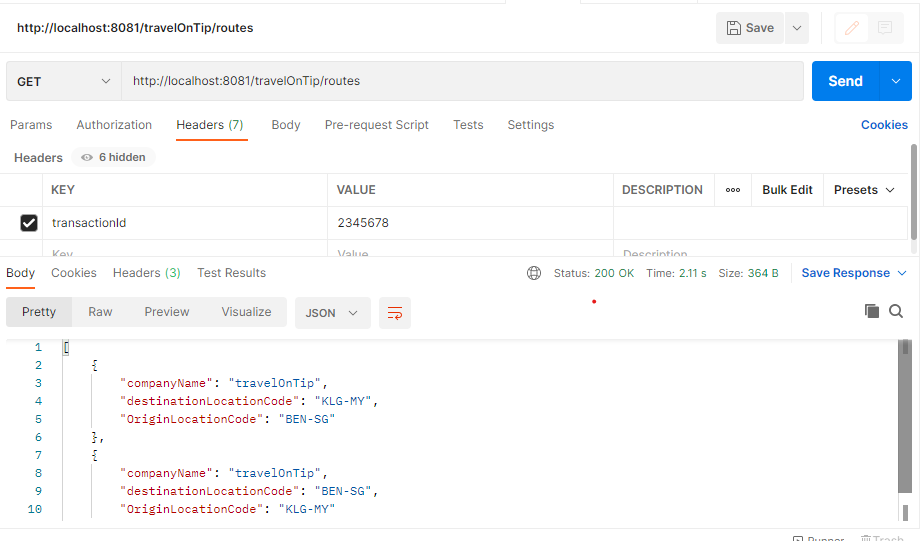 http://localhost:8081/travelOnTip/routes
Save
GET http://localhost:8081/travelOnTip/routes Send
Params Authorization Headers (7) Body Pre-request Script Tests Settings Cookies
Headers 6 hidden
KEY VALUE DESCRIPTION ooo Bulk Edit Presets
transactionId 2345678
Key Value Description
Body Cookies Headers (3) Test Results Status: 200 OK Time: 2.11 s Size: 364 B Save Response
Pretty Raw Preview Visualize JSON
1 [
2 {
3 "companyName": "travelOnTip",
4 "destinationLocationCode": "KLG-MY",
5 "OriginLocationCode": "BEN-SG"
6 },
7 {
8 "companyName": "travelOnTip",
9 "destinationLocationCode": "BEN-SG",
10 "OriginLocationCode": "KLG-MY"
Runner Trash